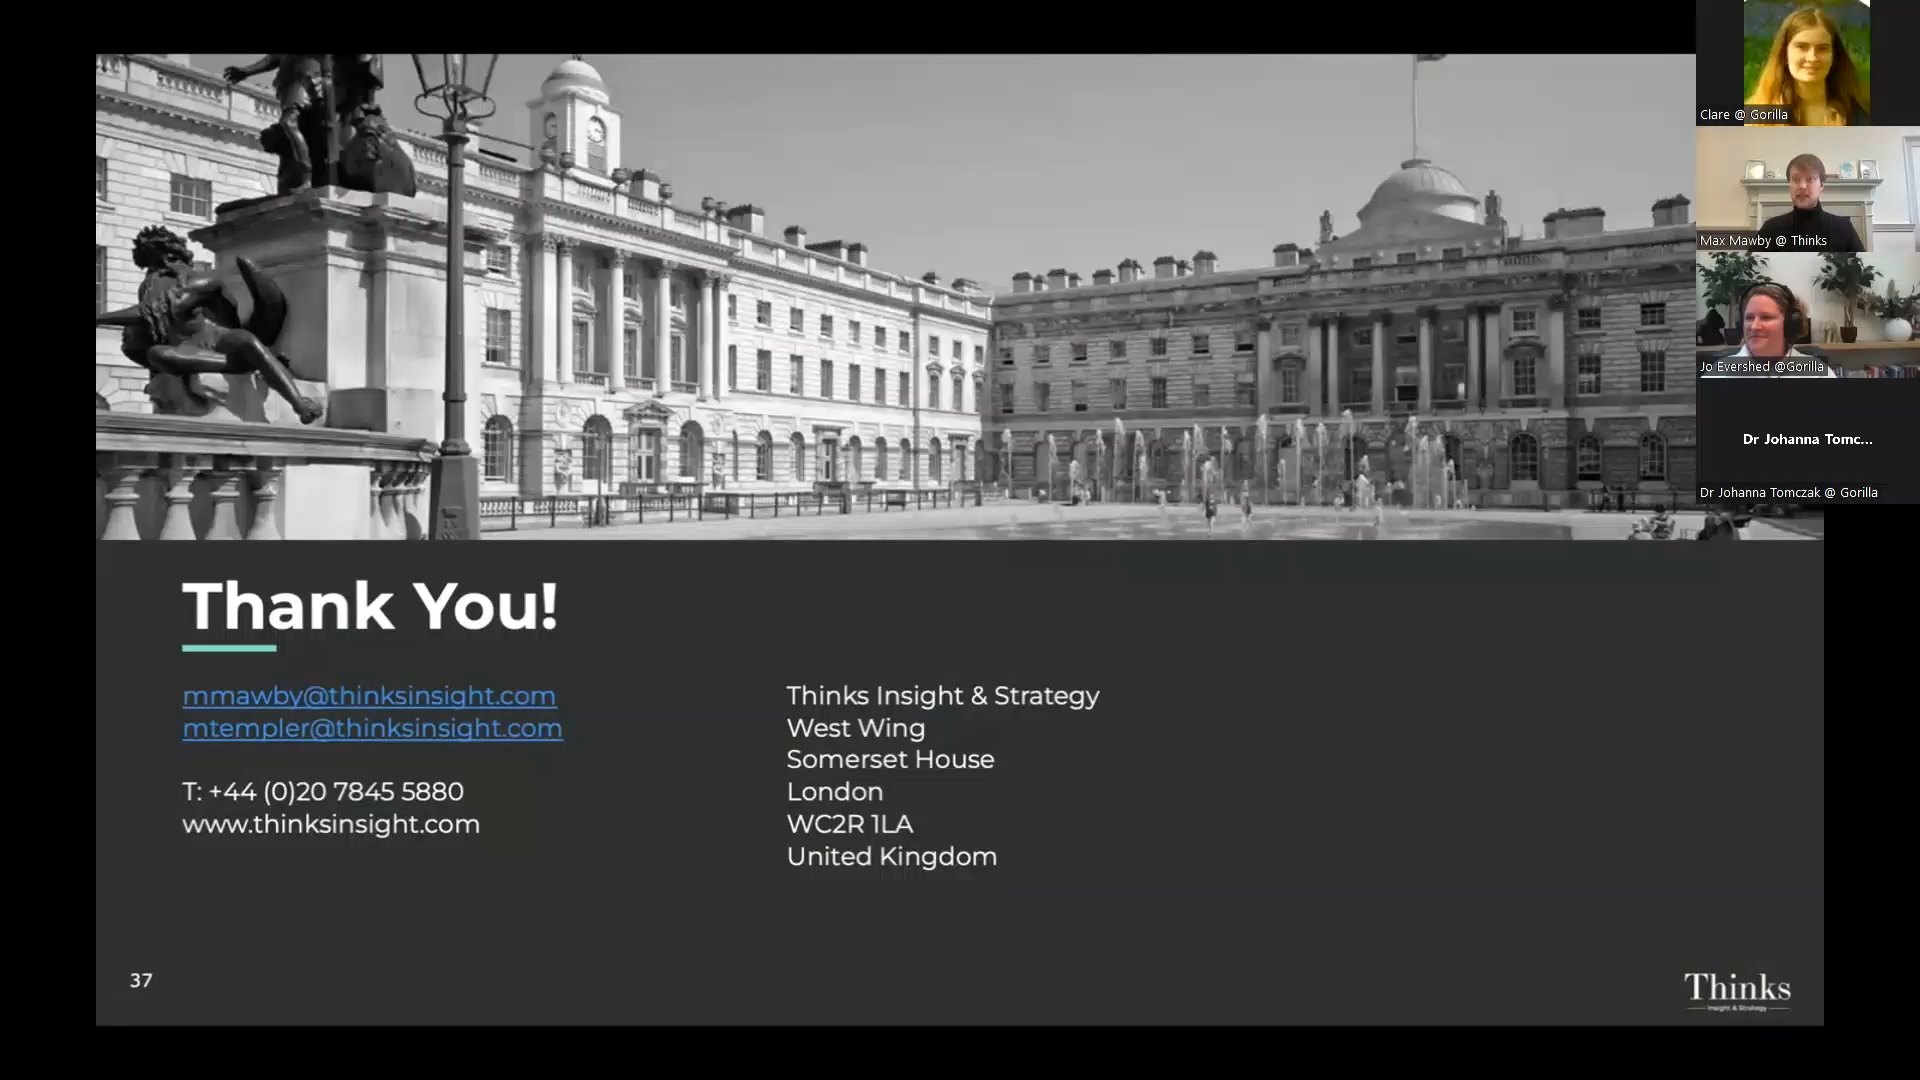 Clare @ Gorilla
Max Mawby @ Thinks
Jo Evershed @Gorilla
Dr Johanna Tomc...
Dr Johanna Tomczak @ Gorilla
Thank You!
mmawby@thinksinsight.com
mtempler@thinksinsight.com
T: +44 (0)20 7845 5880
www.thinksinsight.com
Thinks Insight & Strategy
West Wing
Somerset House
London
WC2R 1LA
United Kingdom
37
Thinks
Insight & Strategy